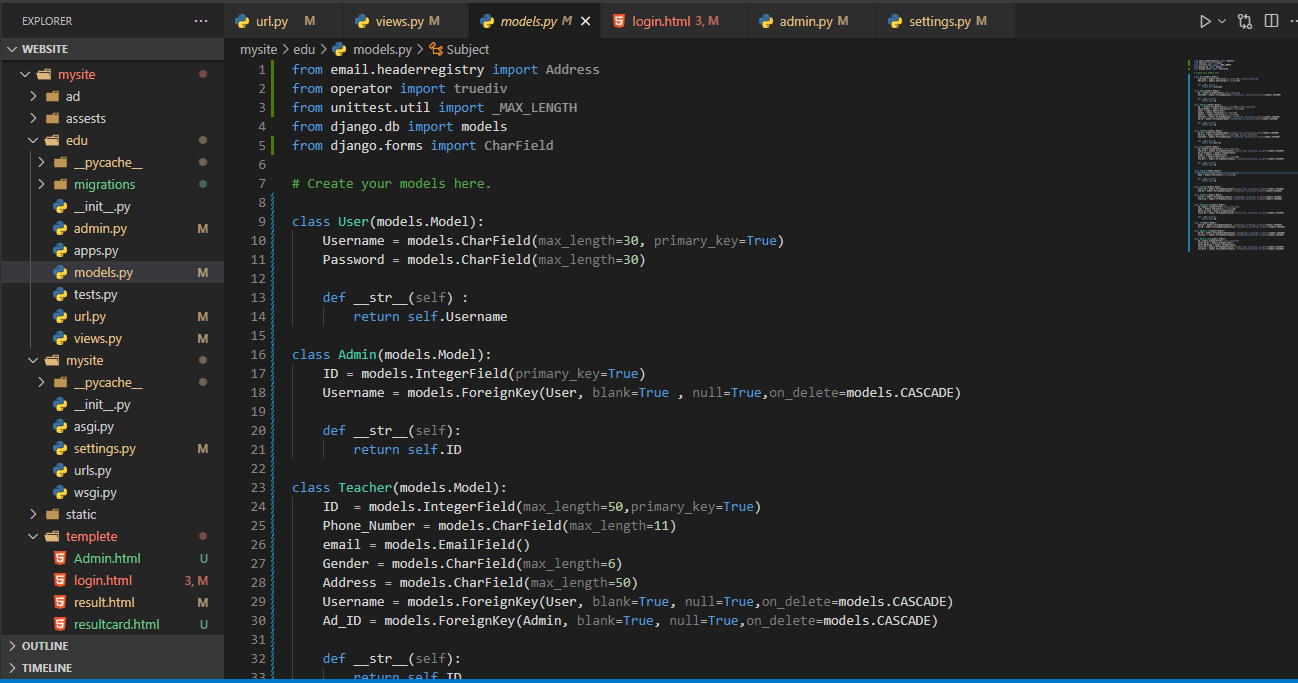 EXPLORER
WEBSITE
mysite
ad
assests
edu
__pycache__
migrations
__init__.py
admin.py M
apps.py
models.py M
tests.py
url.py M
views.py M
mysite
__pycache__
__init__.py
asgi.py
settings.py M
urls.py
wsgi.py
static
templete
Admin.html U
login.html 3, M
result.html M
resultcard.html U
OUTLINE
TIMELINE
url.py M views.py M models.py M login.html 3, M admin.py M settings.py M
mysite > edu > models.py > Subject
1 from email.headerregistry import Address
2 from operator import truediv
3 from unittest.util import _MAX_LENGTH
4 from django.db import models
5 from django.forms import CharField
6
7 # Create your models here.
8
9 class User(models.Model):
10 Username = models.CharField(max_length=30, primary_key=True)
11 Password = models.CharField(max_length=30)
12
13 def __str__(self) :
14 return self.Username
15
16 class Admin(models.Model):
17 ID = models.IntegerField(primary_key=True)
18 Username = models.ForeignKey(User, blank=True , null=True,on_delete=models.CASCADE)
19
20 def __str__(self):
21 return self.ID
22
23 class Teacher(models.Model):
24 ID  = models.IntegerField(max_length=50,primary_key=True)
25 Phone_Number = models.CharField(max_length=11)
26 email = models.EmailField()
27 Gender = models.CharField(max_length=6)
28 Address = models.CharField(max_length=50)
29 Username = models.ForeignKey(User, blank=True, null=True,on_delete=models.CASCADE)
30 Ad_ID = models.ForeignKey(Admin, blank=True, null=True,on_delete=models.CASCADE)
31
32 def __str__(self):
33 return self.ID